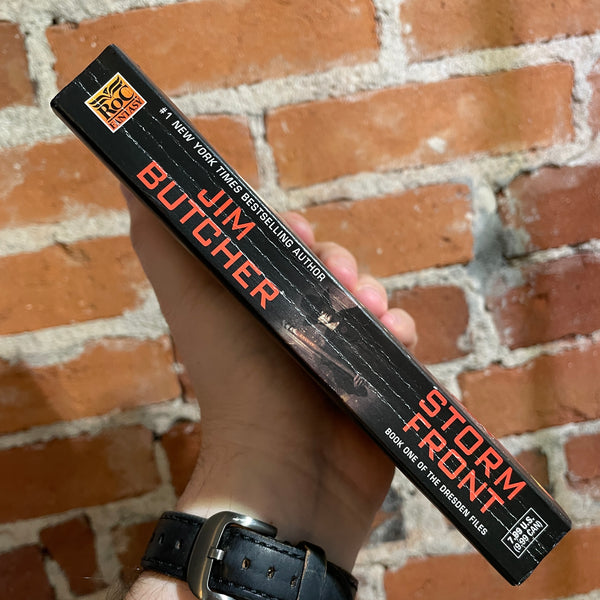 ROC
FANTASY
#1 NEW YORK TIMES BESTSELLING AUTHOR
JIM
BUTCHER
STORM
FRONT
BOOK ONE OF THE DRESDEN FILES
7.99 U.S.
(9.99 CAN)